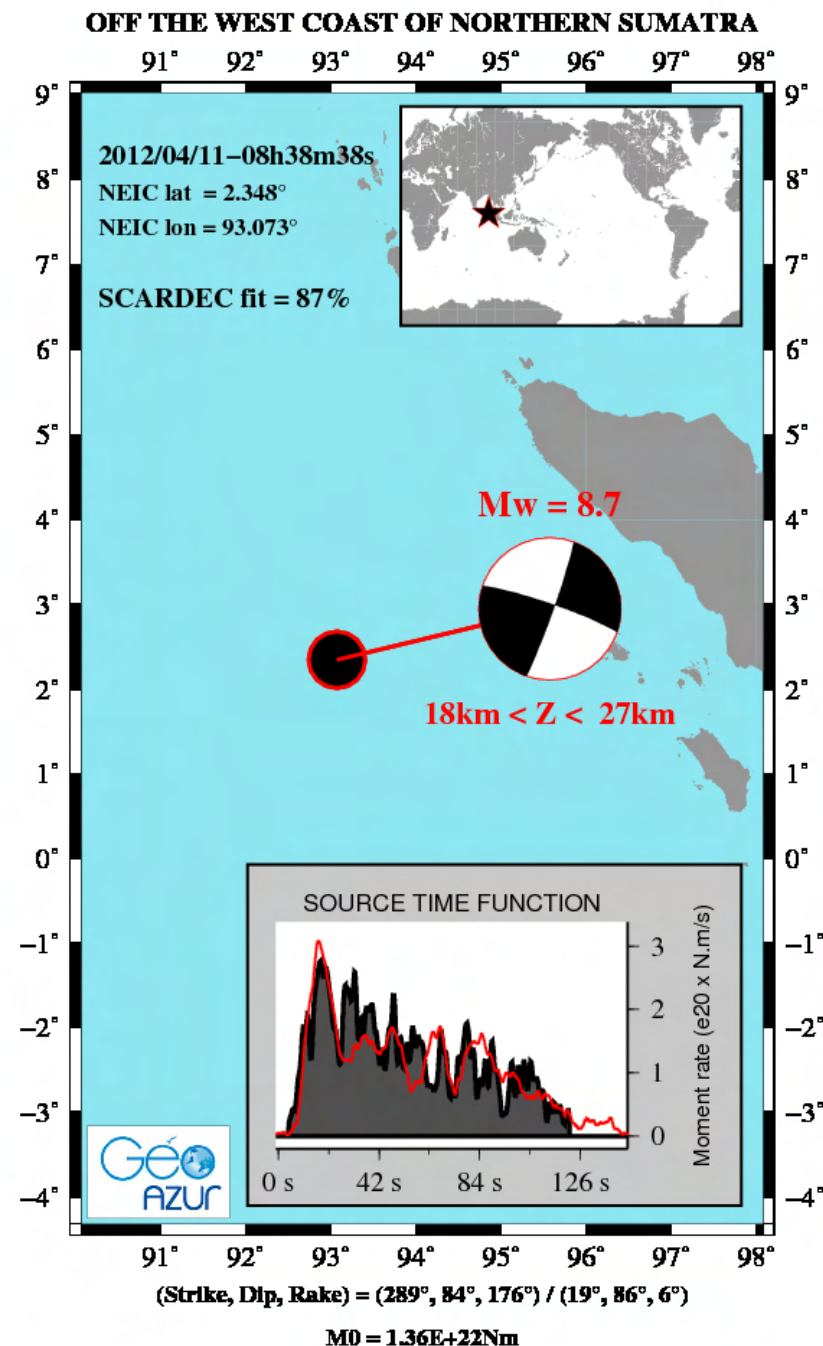 OFF THE WEST COAST OF NORTHERN SUMATRA
91° 92° 93° 94° 95° 96° 97° 98°
9° 9°
2012/04/11−08h38m38s
8° 8°
NEIC lat = 2.348°
NEIC lon = 93.073°
7° 7°
SCARDEC fit = 87%
6° 6°
5° 5°
Mw = 8.7
4° 4°
3° 3°
2° 2°
18km < Z < 27km
1° 1°
0° 0°
SOURCE TIME FUNCTION
−1° −1°
3
2
−2° −2°
1
−3° −3°
0
Moment rate (e20 x N.m/s)
0 s 42 s 84 s 126 s
Géo
AZUR
−4° −4°
91° 92° 93° 94° 95° 96° 97° 98°
(Strike, Dip, Rake) = (289°, 84°, 176°) / (19°, 86°, 6°)
M0 = 1.36E+22Nm